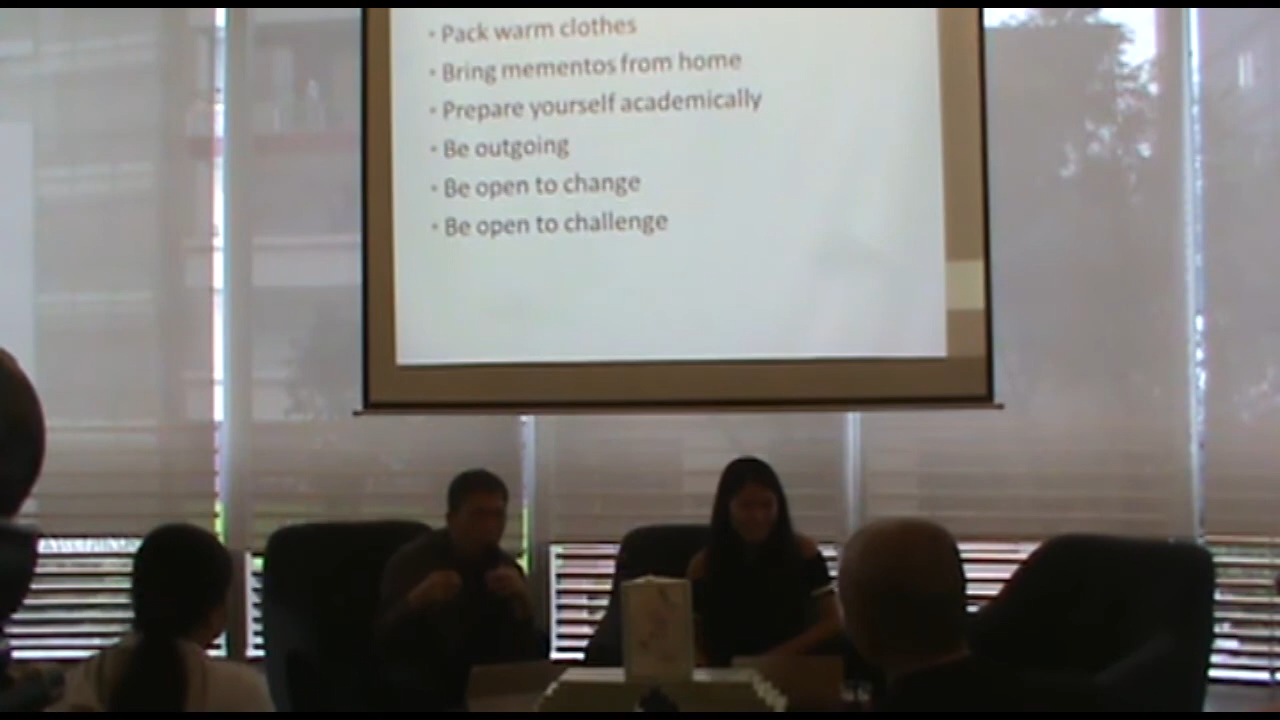 • Pack warm clothes
• Bring mementos from home
• Prepare yourself academically
• Be outgoing
• Be open to change
• Be open to challenge